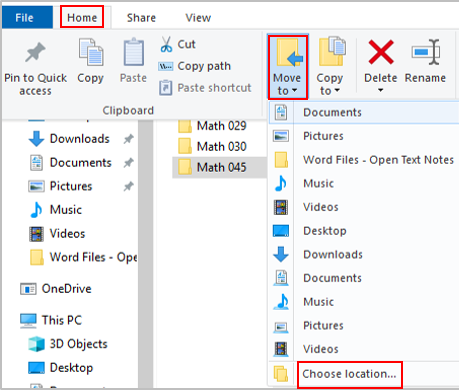 File
Home
Share
View
Pin to Quick
access
Copy
Paste
Cut
Copy path
Paste shortcut
Clipboard
Move
to
Copy
to
Delete
Rename
Downloads
Documents
Pictures
Music
Videos
Word Files - Ope
OneDrive
This PC
3D Objects
Desktop
Math 029
Math 030
Math 045
Documents
Pictures
Word Files - Open Text Notes
Music
Videos
Desktop
Downloads
Documents
Music
Pictures
Videos
Choose location...